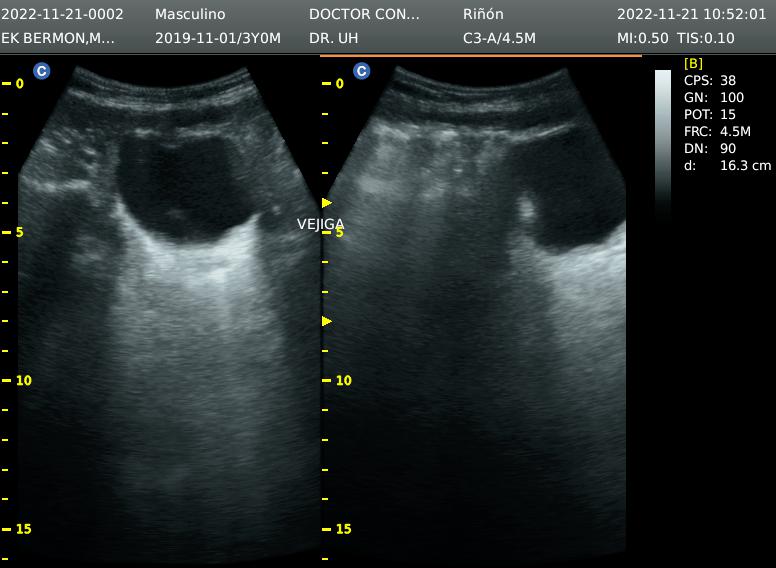 2022-11-21-0002 Masculino DOCTOR CON... Riñón 2022-11-21 10:52:01
EK BERMON,M... 2019-11-01/3Y0M DR. UH C3-A/4.5M MI:0.50 TIS:0.10
C
C
[B]
CPS: 38
GN: 100
POT: 15
FRC: 4.5M
DN: 90
d: 16.3 cm
0
0
VEJIGA
5
5
10
10
15
15